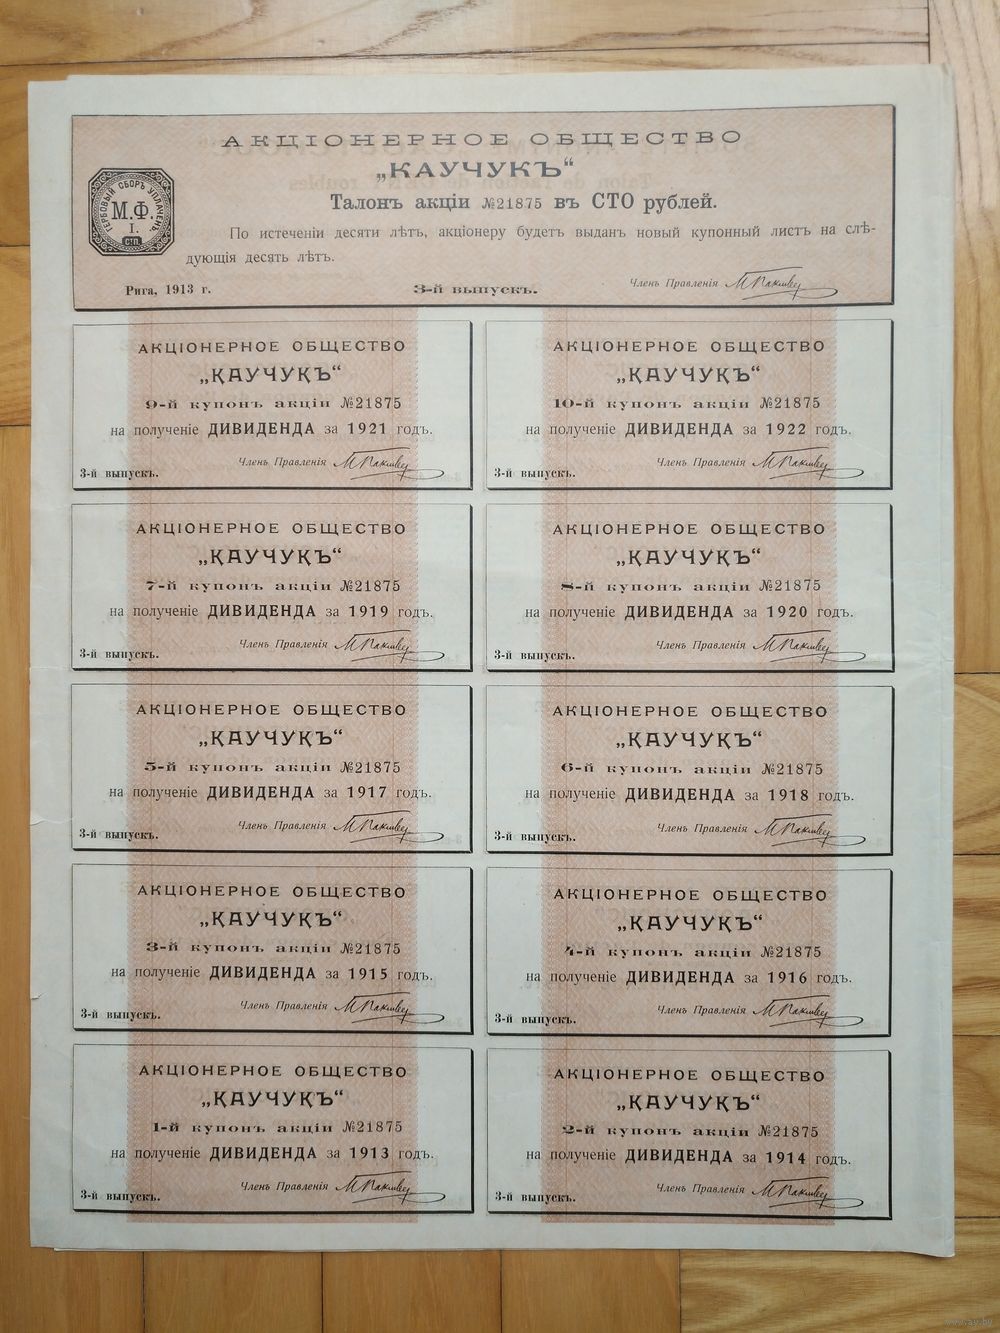 АКЦІОНЕРНОЕ ОБЩЕСТВО
„КАУЧУКЪ“
Талонъ акціи №21875 въ СТО рублей.
ГЕРБОВЫЙ СБОРЪ УПЛАЧЕНЪ.
М.Ф.
I.
СТП.
По истеченіи десяти лѣтъ, акціонеру будетъ выданъ новый купонный листъ на слѣ-
дующія десять лѣтъ.
Рига, 1913 г. 3-й выпускъ. Членъ Правленія
АКЦІОНЕРНОЕ ОБЩЕСТВО
„КАУЧУКЪ“
9-й купонъ акціи №21875
на полученіе ДИВИДЕНДА за 1921 годъ.
Членъ Правленія
3-й выпускъ.
АКЦІОНЕРНОЕ ОБЩЕСТВО
„КАУЧУКЪ“
10-й купонъ акціи №21875
на полученіе ДИВИДЕНДА за 1922 годъ.
Членъ Правленія
3-й выпускъ.
АКЦІОНЕРНОЕ ОБЩЕСТВО
„КАУЧУКЪ“
7-й купонъ акціи №21875
на полученіе ДИВИДЕНДА за 1919 годъ.
Членъ Правленія
3-й выпускъ.
АКЦІОНЕРНОЕ ОБЩЕСТВО
„КАУЧУКЪ“
8-й купонъ акціи №21875
на полученіе ДИВИДЕНДА за 1920 годъ.
Членъ Правленія
3-й выпускъ.
АКЦІОНЕРНОЕ ОБЩЕСТВО
„КАУЧУКЪ“
5-й купонъ акціи №21875
на полученіе ДИВИДЕНДА за 1917 годъ.
Членъ Правленія
3-й выпускъ.
АКЦІОНЕРНОЕ ОБЩЕСТВО
„КАУЧУКЪ“
6-й купонъ акціи №21875
на полученіе ДИВИДЕНДА за 1918 годъ.
Членъ Правленія
3-й выпускъ.
АКЦІОНЕРНОЕ ОБЩЕСТВО
„КАУЧУКЪ“
3-й купонъ акціи №21875
на полученіе ДИВИДЕНДА за 1915 годъ.
Членъ Правленія
3-й выпускъ.
АКЦІОНЕРНОЕ ОБЩЕСТВО
„КАУЧУКЪ“
4-й купонъ акціи №21875
на полученіе ДИВИДЕНДА за 1916 годъ.
Членъ Правленія
3-й выпускъ.
АКЦІОНЕРНОЕ ОБЩЕСТВО
„КАУЧУКЪ“
1-й купонъ акціи №21875
на полученіе ДИВИДЕНДА за 1913 годъ.
Членъ Правленія
3-й выпускъ.
АКЦІОНЕРНОЕ ОБЩЕСТВО
„КАУЧУКЪ“
2-й купонъ акціи №21875
на полученіе ДИВИДЕНДА за 1914 годъ.
Членъ Правленія
3-й выпускъ.
www.ay.by